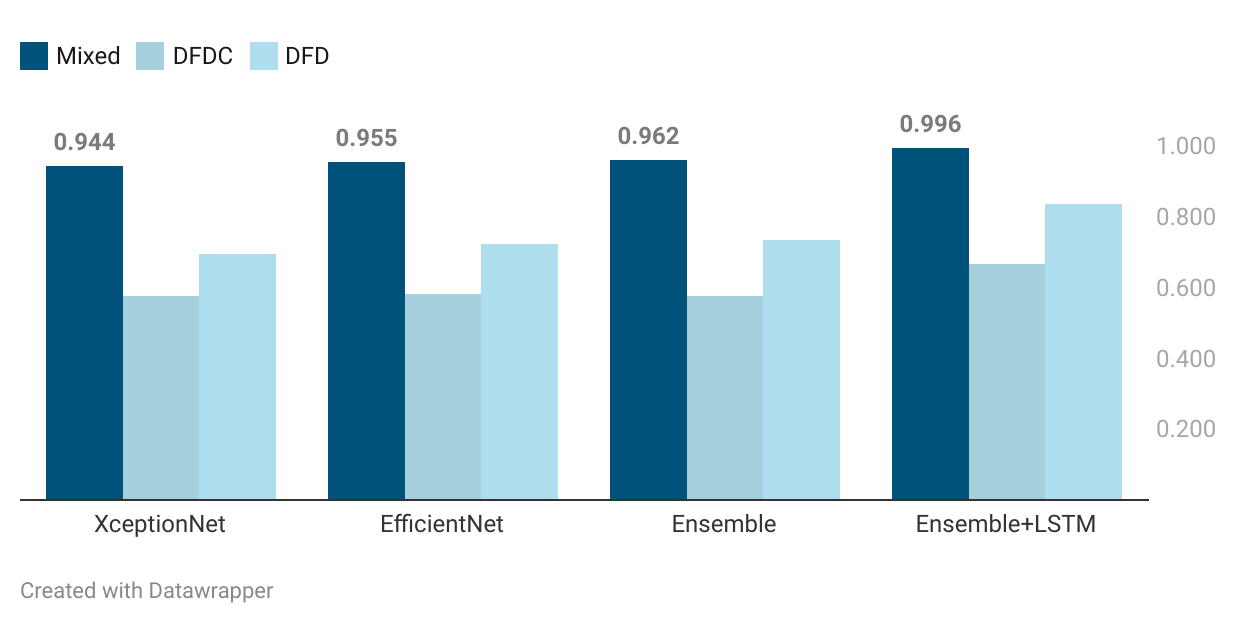 Mixed DFDC DFD
0.944 0.955 0.962 0.996
1.000
0.800
0.600
0.400
0.200
XceptionNet EfficientNet Ensemble Ensemble+LSTM
Created with Datawrapper